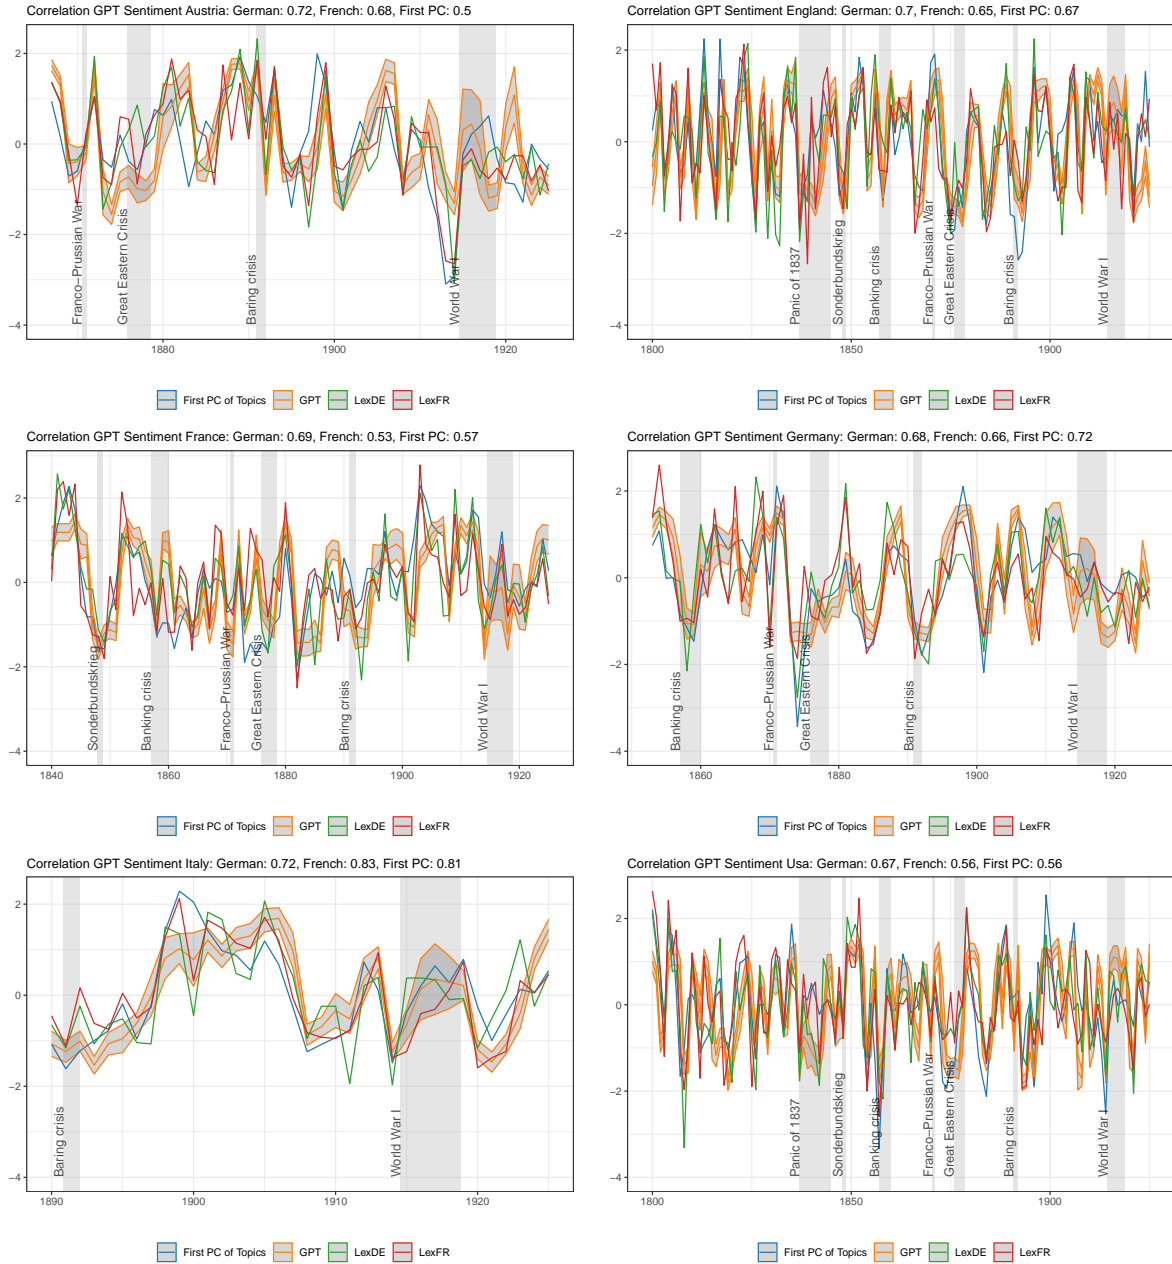 Correlation GPT Sentiment Austria: German: 0.72, French: 0.68, First PC: 0.5
2
0
−2
−4
Franco−Prussian War
Great Eastern Crisis
Baring crisis
World War I
1880
1900
1920
First PC of Topics
GPT
LexDE
LexFR
Correlation GPT Sentiment England: German: 0.7, French: 0.65, First PC: 0.67
2
0
−2
−4
Panic of 1837
Sonderbundskrieg
Banking crisis
Franco−Prussian War
Great Eastern Crisis
Baring crisis
World War I
1800
1850
1900
First PC of Topics
GPT
LexDE
LexFR
Correlation GPT Sentiment France: German: 0.69, French: 0.53, First PC: 0.57
2
0
−2
−4
Sonderbundskrieg
Banking crisis
Franco−Prussian War
Great Eastern Crisis
Baring crisis
World War I
1840
1860
1880
1900
1920
First PC of Topics
GPT
LexDE
LexFR
Correlation GPT Sentiment Germany: German: 0.68, French: 0.66, First PC: 0.72
2
0
−2
−4
Banking crisis
Franco−Prussian War
Great Eastern Crisis
Baring crisis
World War I
1860
1880
1900
1920
First PC of Topics
GPT
LexDE
LexFR
Correlation GPT Sentiment Italy: German: 0.72, French: 0.83, First PC: 0.81
2
0
−2
−4
Baring crisis
World War I
1890
1900
1910
1920
First PC of Topics
GPT
LexDE
LexFR
Correlation GPT Sentiment Usa: German: 0.67, French: 0.56, First PC: 0.56
2
0
−2
−4
Panic of 1837
Sonderbundskrieg
Banking crisis
Franco−Prussian War
Great Eastern Crisis
Baring crisis
World War I
1800
1850
1900
First PC of Topics
GPT
LexDE
LexFR